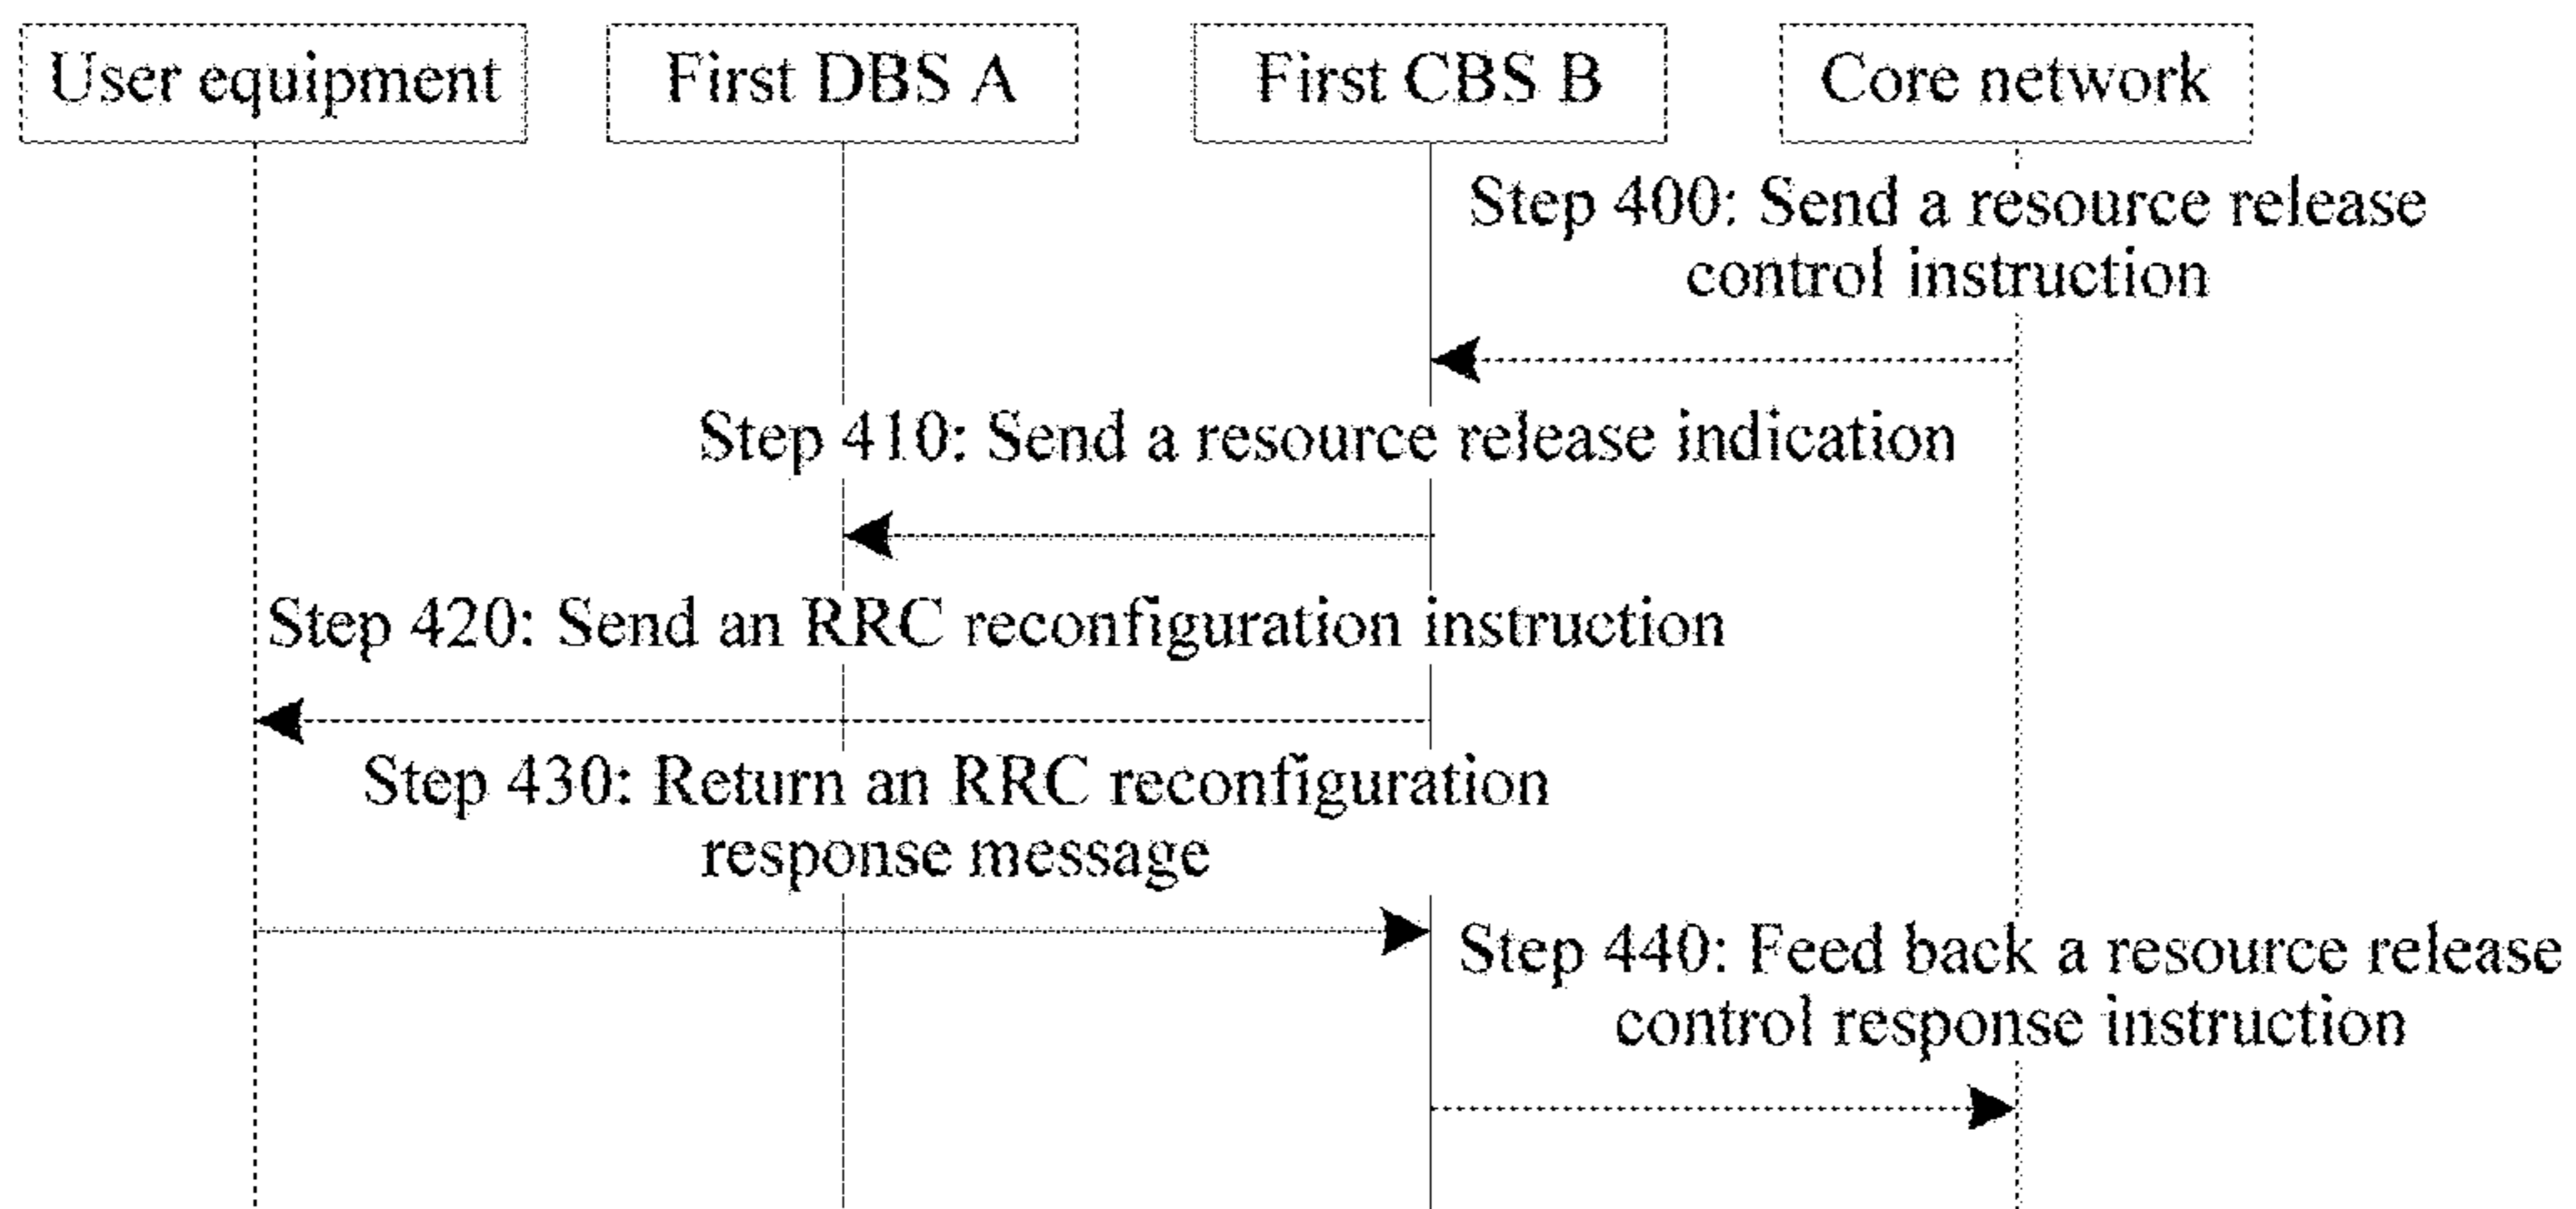 User equipment
First DBS A
First CBS B
Core network
Step 400: Send a resource release
control instruction
Step 410: Send a resource release indication
Step 420: Send an RRC reconfiguration instruction
Step 430: Return an RRC reconfiguration
response message
Step 440: Feed back a resource release
control response instruction